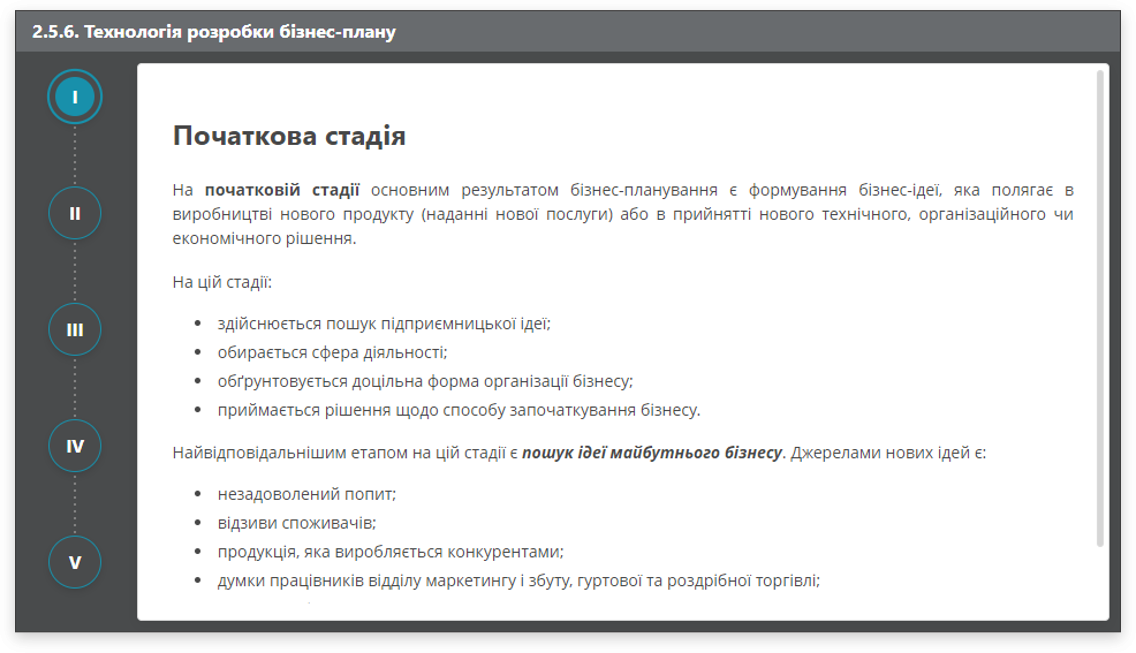 2.5.6. Технологія розробки бізнес-плану
I
II
III
IV
V
Початкова стадія
На початковій стадії основним результатом бізнес-планування є формування бізнес-ідеї, яка полягає в
виробництві нового продукту (наданні нової послуги) або в прийнятті нового технічного, організаційного чи
економічного рішення.
На цій стадії:
• здійснюється пошук підприємницької ідеї;
• обирається сфера діяльності;
• обґрунтовується доцільна форма організації бізнесу;
• приймається рішення щодо способу започаткування бізнесу.
Найвідповідальнішим етапом на цій стадії є пошук ідеї майбутнього бізнесу. Джерелами нових ідей є:
• незадоволений попит;
• відзиви споживачів;
• продукція, яка виробляється конкурентами;
• думки працівників відділу маркетингу і збуту, гуртової та роздрібної торгівлі;